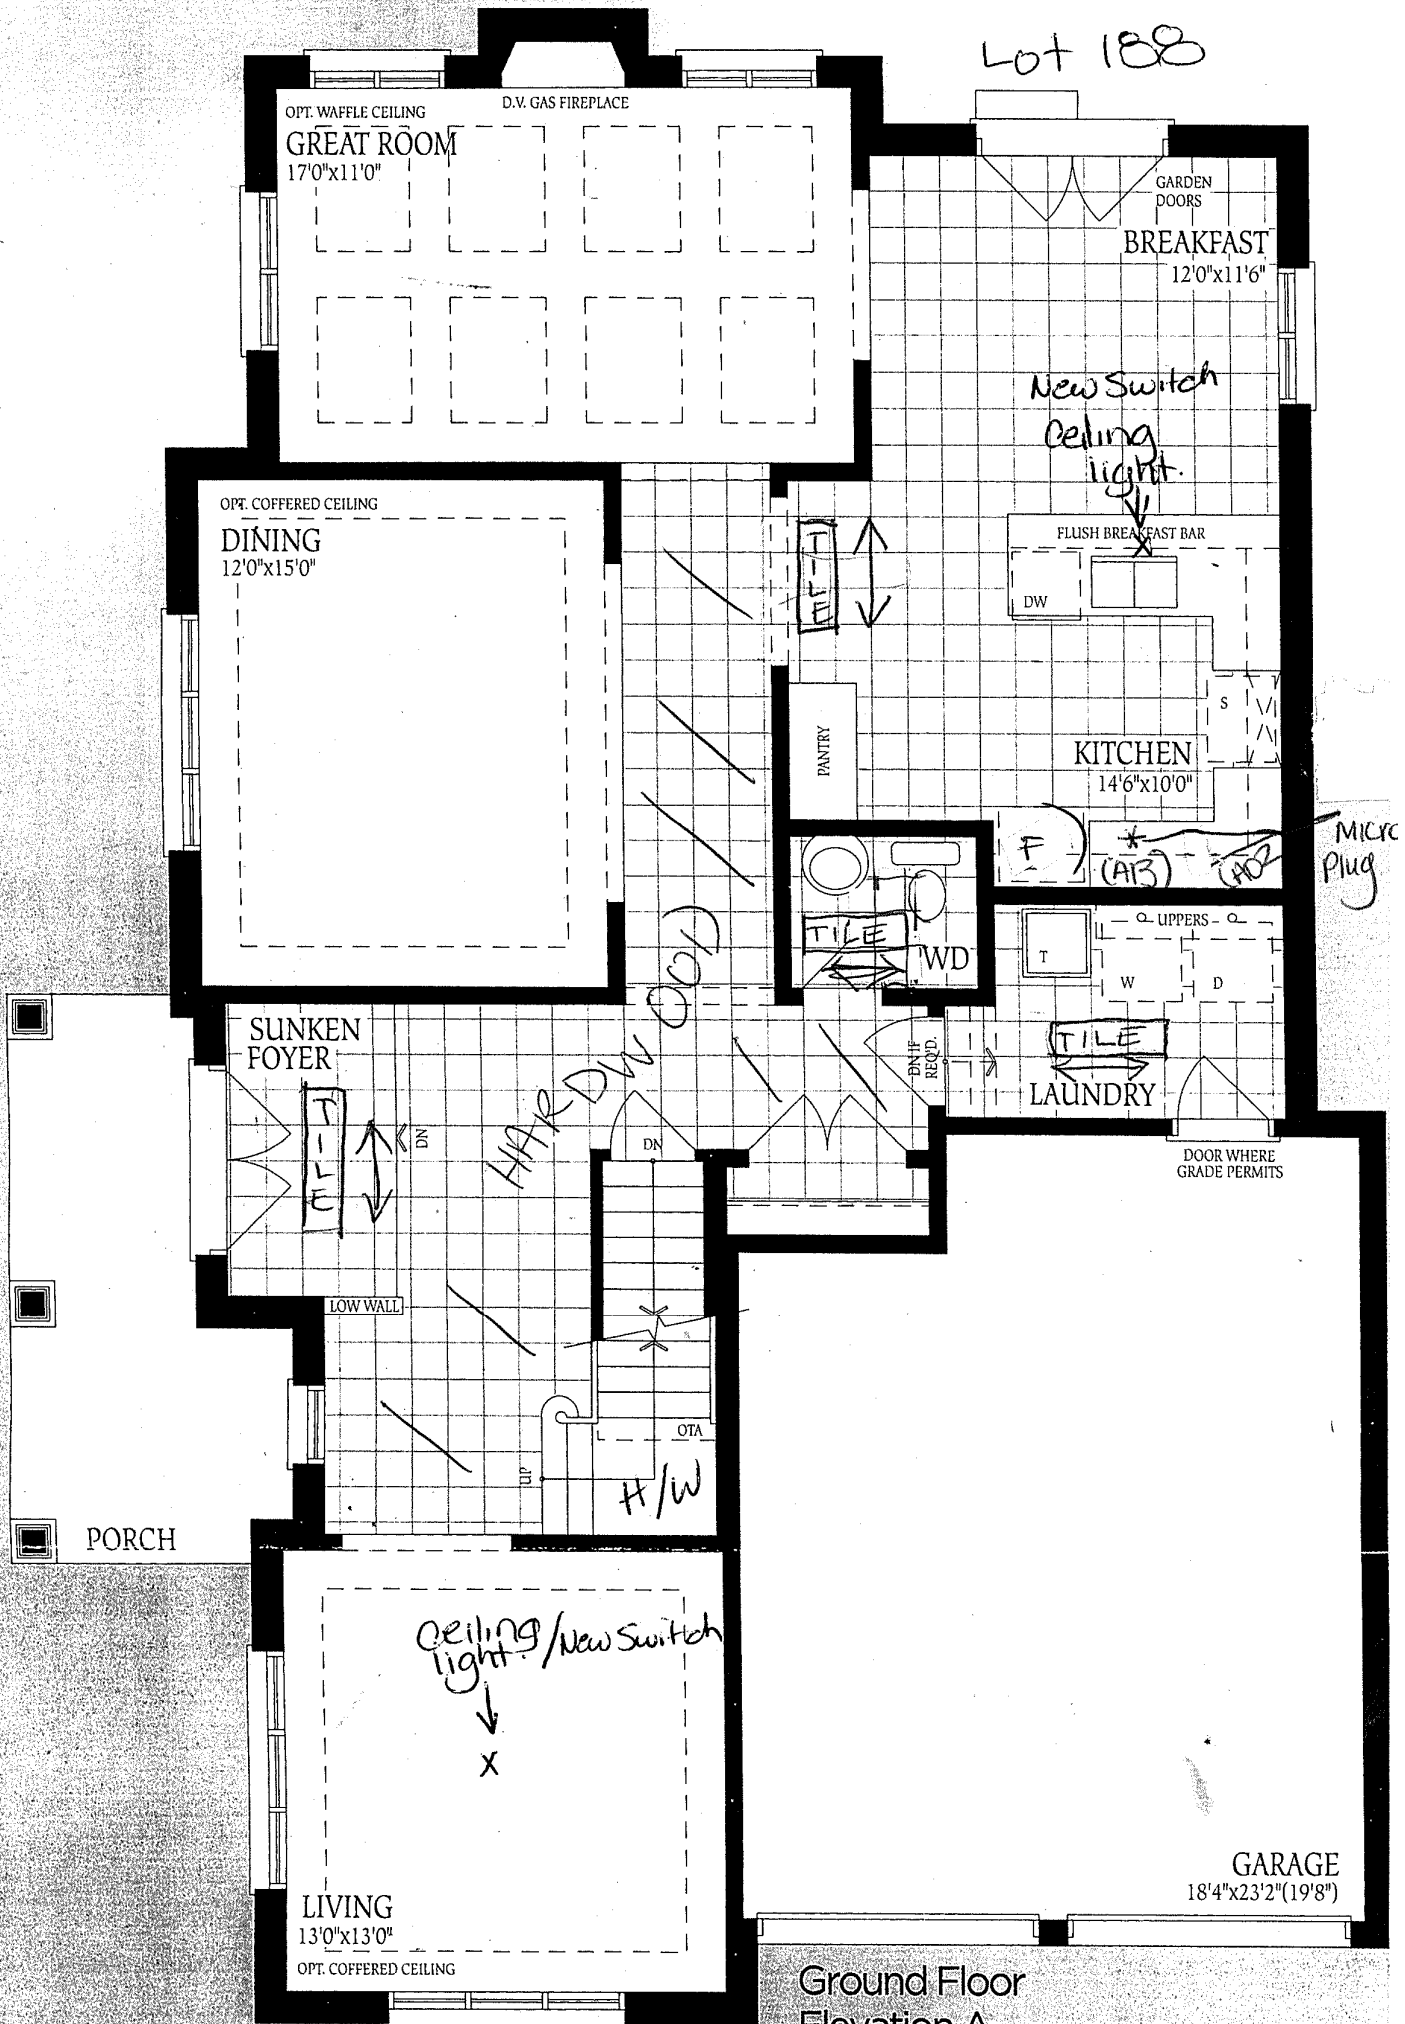 Lot 188
OPT. WAFFLE CEILING
D.V. GAS FIREPLACE
GREAT ROOM
17'0"x11'0"
GARDEN
DOORS
BREAKFAST
12'0"x11'6"
New Switch
Ceiling
light.
OPT. COFFERED CEILING
DINING
12'0"x15'0"
TILE
FLUSH BREAKFAST BAR
X
DW
S
PANTRY
KITCHEN
14'6"x10'0"
F
(A13)
Micro
Plug
TILE
WD
UPPERS
T
W
D
TILE
LAUNDRY
DN IF
REQ'D.
HARDWOOD
SUNKEN
FOYER
TILE
DN
DN
DOOR WHERE
GRADE PERMITS
LOW WALL
OTA
UP
H/W
PORCH
Ceiling
light. / New Switch
X
LIVING
13'0"x13'0"
OPT. COFFERED CEILING
GARAGE
18'4"x23'2"(19'8")
Ground Floor
Elevation A